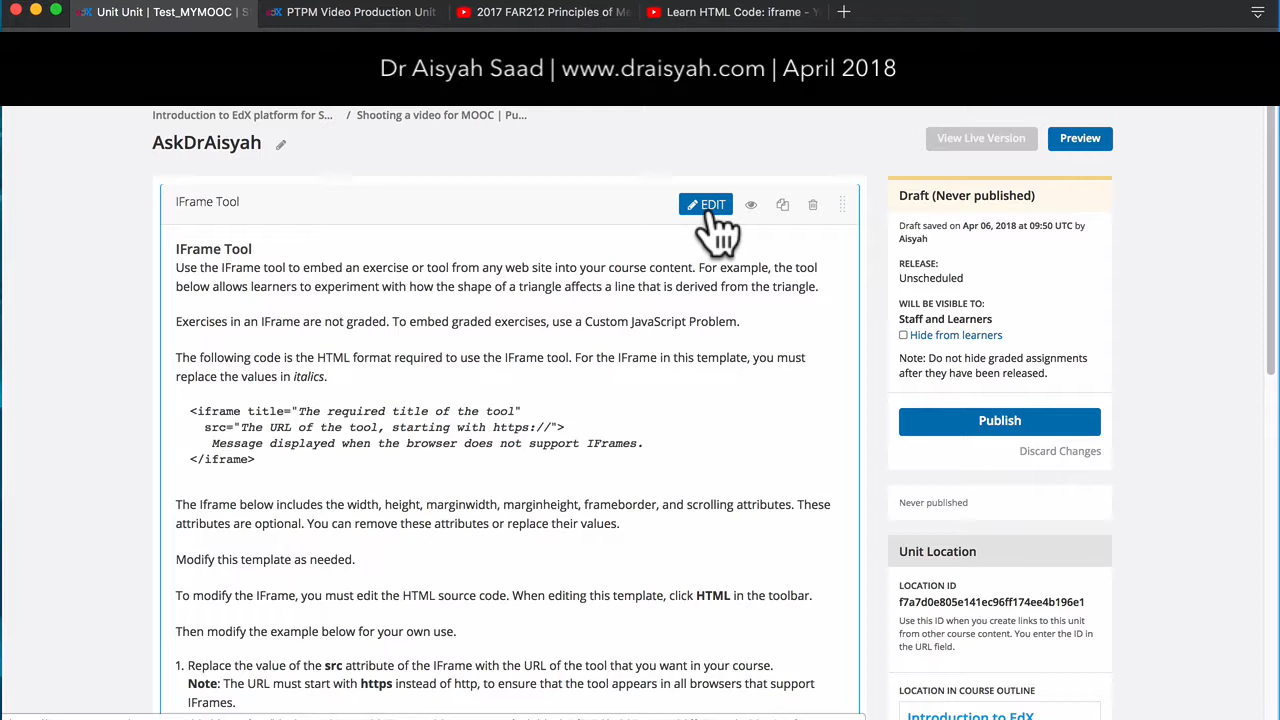 Unit Unit | Test_MYMOOC | S
PTPM Video Production Unit
2017 FAR212 Principles of Me
Learn HTML Code: iframe - Y
Dr Aisyah Saad | www.draisyah.com | April 2018
Introduction to EdX platform for S... / Shooting a video for MOOC | Pu...
AskDrAisyah
View Live Version
Preview
IFrame Tool
EDIT
IFrame Tool
Use the IFrame tool to embed an exercise or tool from any web site into your course content. For example, the tool
below allows learners to experiment with how the shape of a triangle affects a line that is derived from the triangle.
Exercises in an IFrame are not graded. To embed graded exercises, use a Custom JavaScript Problem.
The following code is the HTML format required to use the IFrame tool. For the IFrame in this template, you must
replace the values in italics.
<iframe title="The required title of the tool"
src="The URL of the tool, starting with https://">
Message displayed when the browser does not support IFrames.
</iframe>
The Iframe below includes the width, height, marginwidth, marginheight, frameborder, and scrolling attributes. These
attributes are optional. You can remove these attributes or replace their values.
Modify this template as needed.
To modify the IFrame, you must edit the HTML source code. When editing this template, click HTML in the toolbar.
Then modify the example below for your own use.
1. Replace the value of the src attribute of the IFrame with the URL of the tool that you want in your course.
Note: The URL must start with https instead of http, to ensure that the tool appears in all browsers that support
IFrames.
Draft (Never published)
Draft saved on Apr 06, 2018 at 09:50 UTC by
Aisyah
RELEASE:
Unscheduled
WILL BE VISIBLE TO:
Staff and Learners
Hide from learners
Note: Do not hide graded assignments
after they have been released.
Publish
Discard Changes
Never published
Unit Location
LOCATION ID
f7a7d0e805e141ec96ff174ee4b196e1
Use this ID when you create links to this unit
from other course content. You enter the ID in
the URL field.
LOCATION IN COURSE OUTLINE
Introduction to EdX